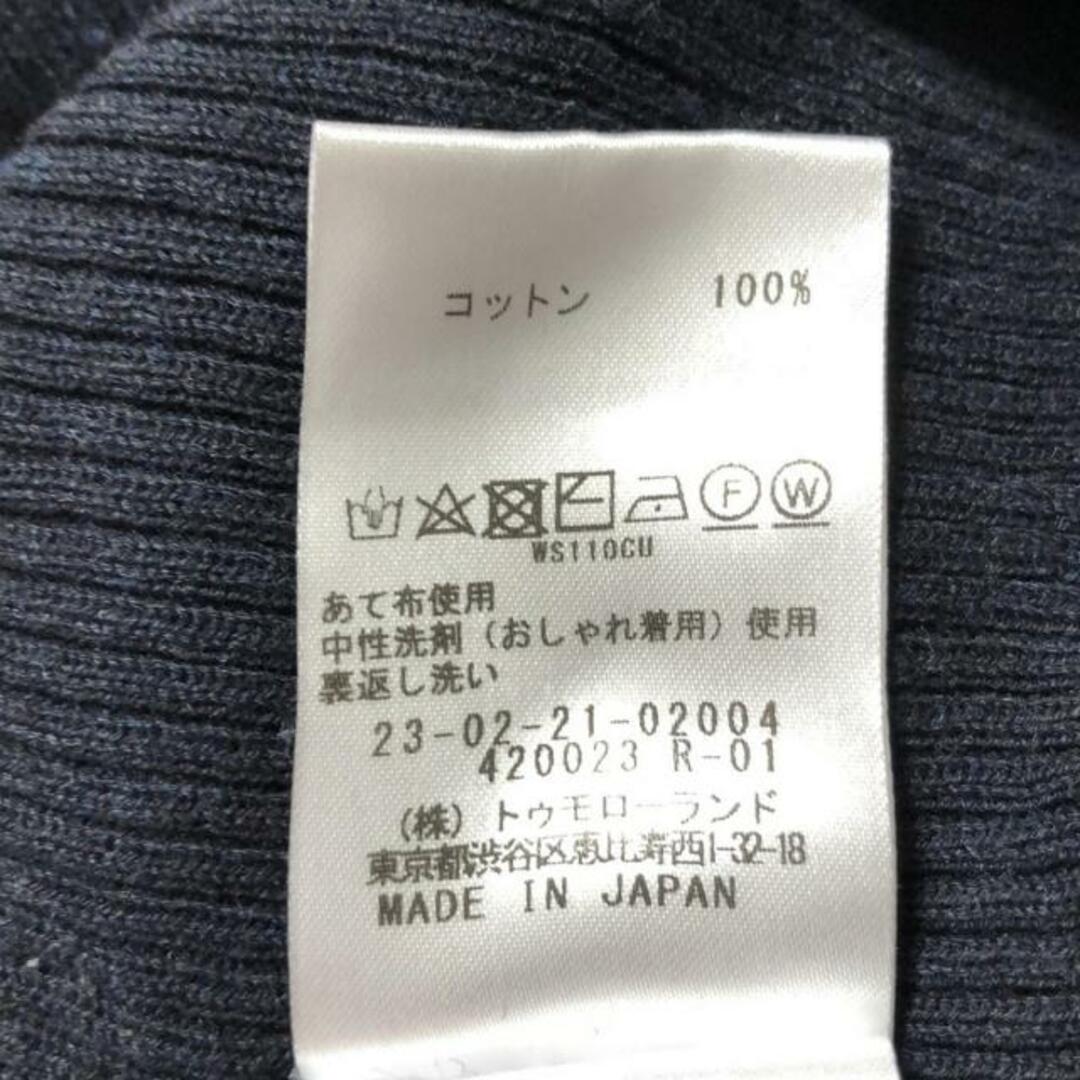 コットン 100%
F W
WS110CU
あて布使用
中性洗剤（おしゃれ着用）使用
裏返し洗い
23-02-21-02004
420023 R-01
（株）トゥモローランド
東京都渋谷区恵比寿西1-32-18
MADE IN JAPAN